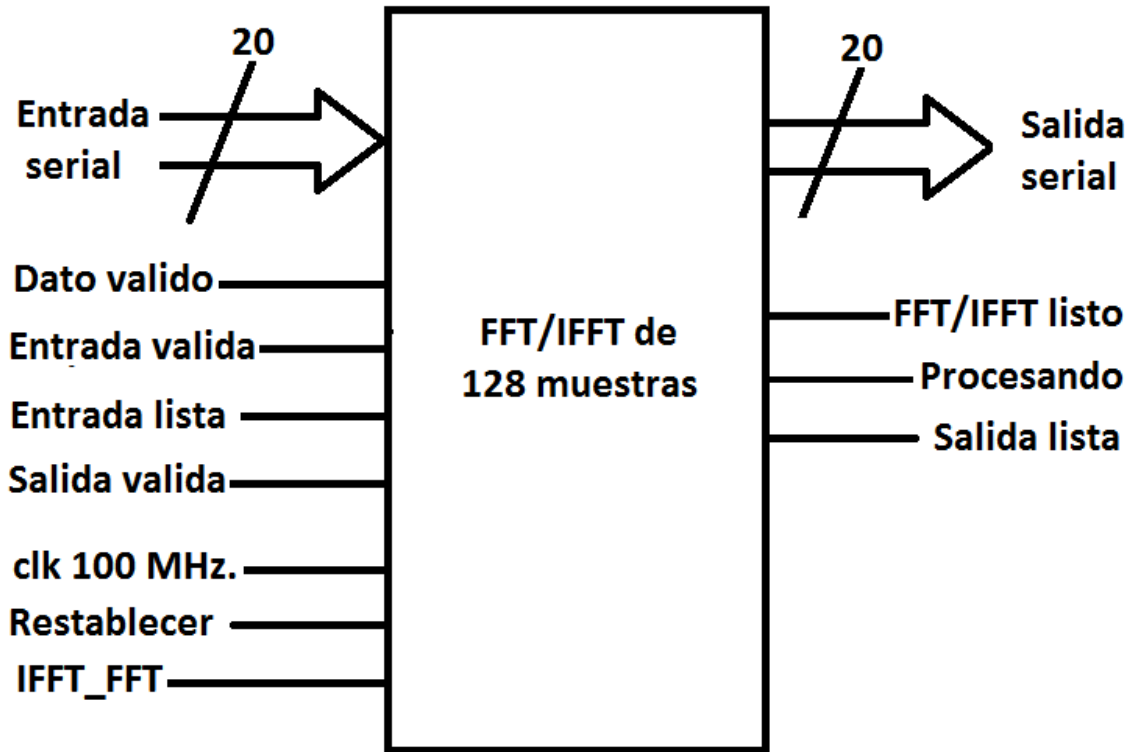 20
Entrada
serial
Dato valido
Entrada valida
Entrada lista
Salida valida
clk 100 MHz.
Restablecer
IFFT_FFT
FFT/IFFT de
128 muestras
20
Salida
serial
FFT/IFFT listo
Procesando
Salida lista